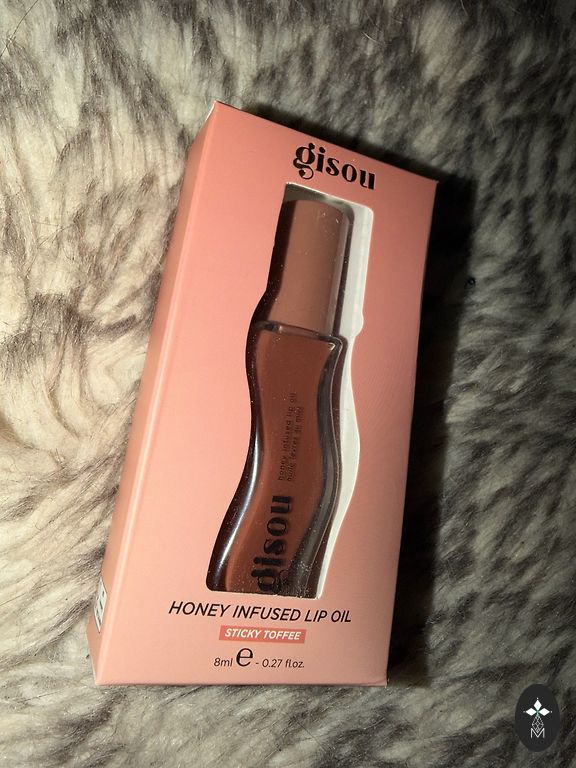 gisou
honey infused lip oil
huile lèvres au miel
gisou
HONEY INFUSED LIP OIL
STICKY TOFFEE
8ml e - 0.27 fl.oz.
M